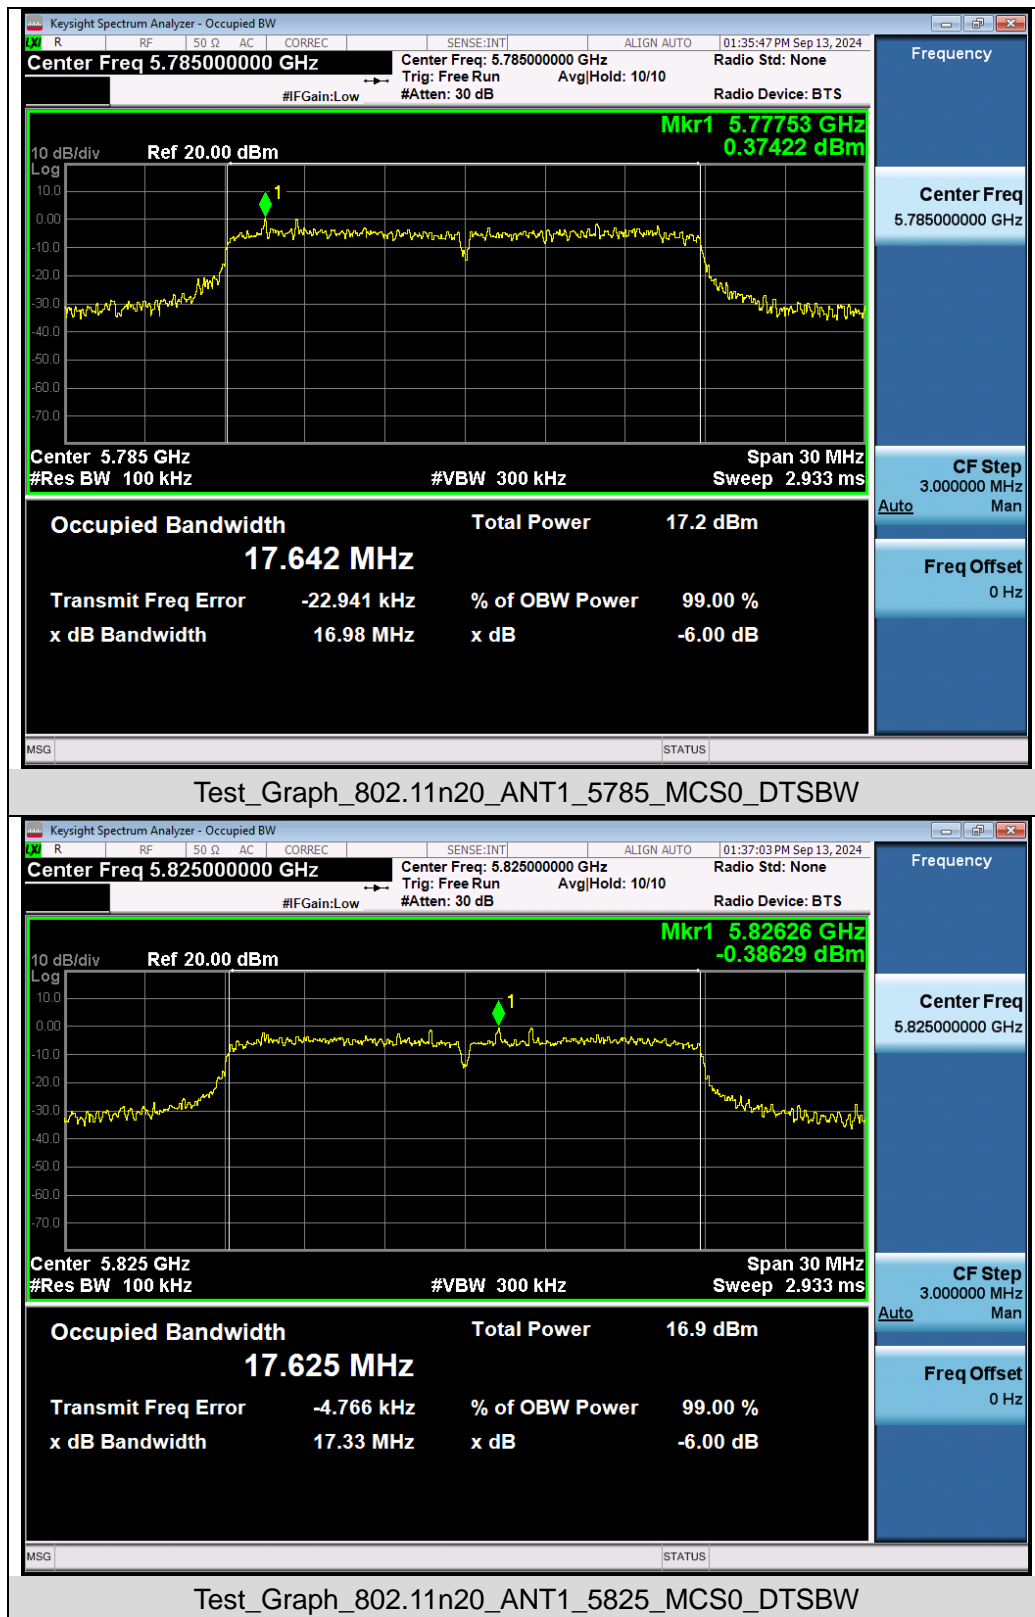 Keysight Spectrum Analyzer - Occupied BW
LXI R RF 50 Ω AC CORREC SENSE:INT ALIGN AUTO 01:35:47 PM Sep 13, 2024
Center Freq 5.785000000 GHz
Center Freq: 5.785000000 GHz Radio Std: None
Trig: Free Run Avg|Hold: 10/10
#IFGain:Low #Atten: 30 dB Radio Device: BTS
Mkr1 5.77753 GHz
0.37422 dBm
10 dB/div Ref 20.00 dBm
Log
10.0
0.00
-10.0
-20.0
-30.0
-40.0
-50.0
-60.0
-70.0
1
Center 5.785 GHz Span 30 MHz
#Res BW 100 kHz #VBW 300 kHz Sweep 2.933 ms
Occupied Bandwidth Total Power 17.2 dBm
17.642 MHz
Transmit Freq Error -22.941 kHz % of OBW Power 99.00 %
x dB Bandwidth 16.98 MHz x dB -6.00 dB
MSG STATUS
Frequency
Center Freq
5.785000000 GHz
CF Step
3.000000 MHz
Auto Man
Freq Offset
0 Hz
Test_Graph_802.11n20_ANT1_5785_MCS0_DTSBW
Keysight Spectrum Analyzer - Occupied BW
LXI R RF 50 Ω AC CORREC SENSE:INT ALIGN AUTO 01:37:03 PM Sep 13, 2024
Center Freq 5.825000000 GHz
Center Freq: 5.825000000 GHz Radio Std: None
Trig: Free Run Avg|Hold: 10/10
#IFGain:Low #Atten: 30 dB Radio Device: BTS
Mkr1 5.82626 GHz
-0.38629 dBm
10 dB/div Ref 20.00 dBm
Log
10.0
0.00
-10.0
-20.0
-30.0
-40.0
-50.0
-60.0
-70.0
1
Center 5.825 GHz Span 30 MHz
#Res BW 100 kHz #VBW 300 kHz Sweep 2.933 ms
Occupied Bandwidth Total Power 16.9 dBm
17.625 MHz
Transmit Freq Error -4.766 kHz % of OBW Power 99.00 %
x dB Bandwidth 17.33 MHz x dB -6.00 dB
MSG STATUS
Frequency
Center Freq
5.825000000 GHz
CF Step
3.000000 MHz
Auto Man
Freq Offset
0 Hz
Test_Graph_802.11n20_ANT1_5825_MCS0_DTSBW